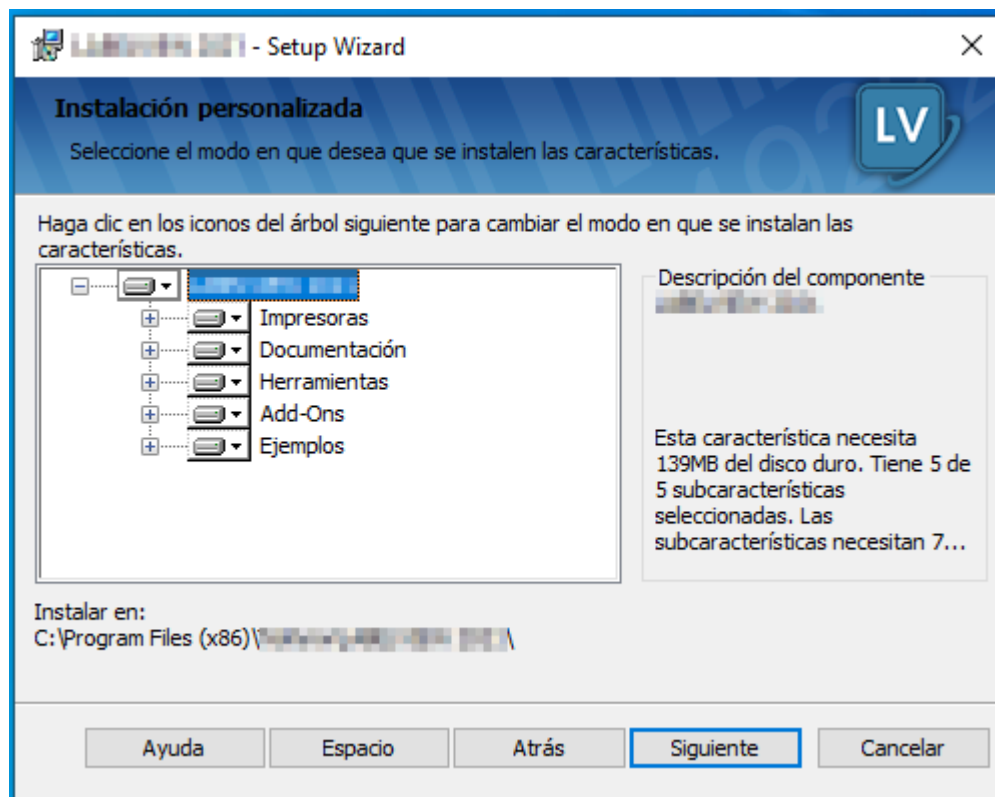 - Setup Wizard
Instalación personalizada
Seleccione el modo en que desea que se instalen las características.
LV
Haga clic en los iconos del árbol siguiente para cambiar el modo en que se instalan las
características.
Impresoras
Documentación
Herramientas
Add-Ons
Ejemplos
Descripción del componente
Esta característica necesita
139MB del disco duro. Tiene 5 de
5 subcaracterísticas
seleccionadas. Las
subcaracterísticas necesitan 7...
Instalar en:
C:\Program Files (x86)\
Ayuda
Espacio
Atrás
Siguiente
Cancelar